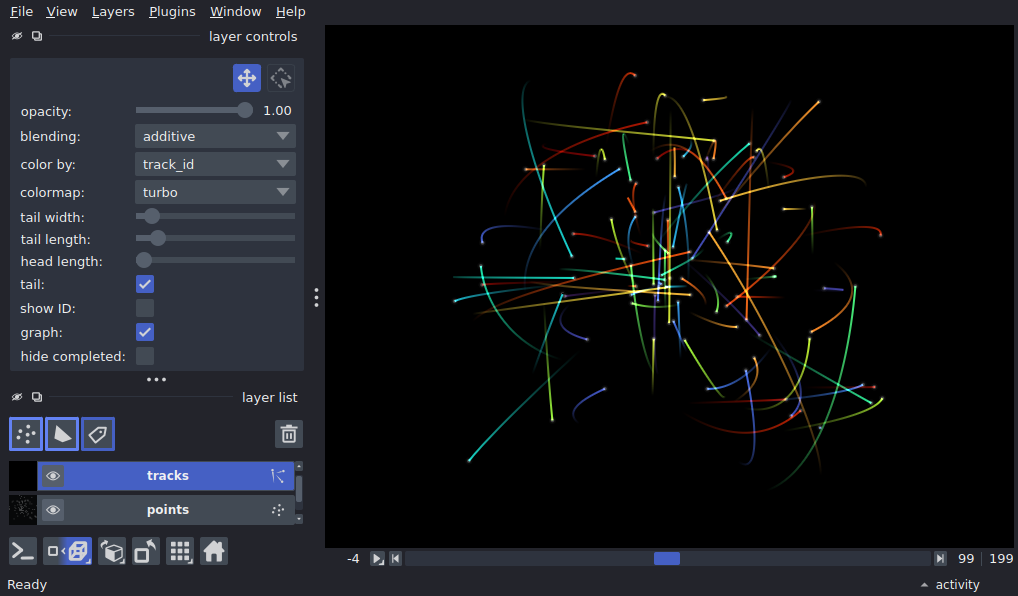 File View Layers Plugins Window Help
layer controls
opacity: 1.00
blending: additive
color by: track_id
colormap: turbo
tail width:
tail length:
head length:
tail:
show ID:
graph:
hide completed:
layer list
tracks
points
-4 99 199
Ready activity